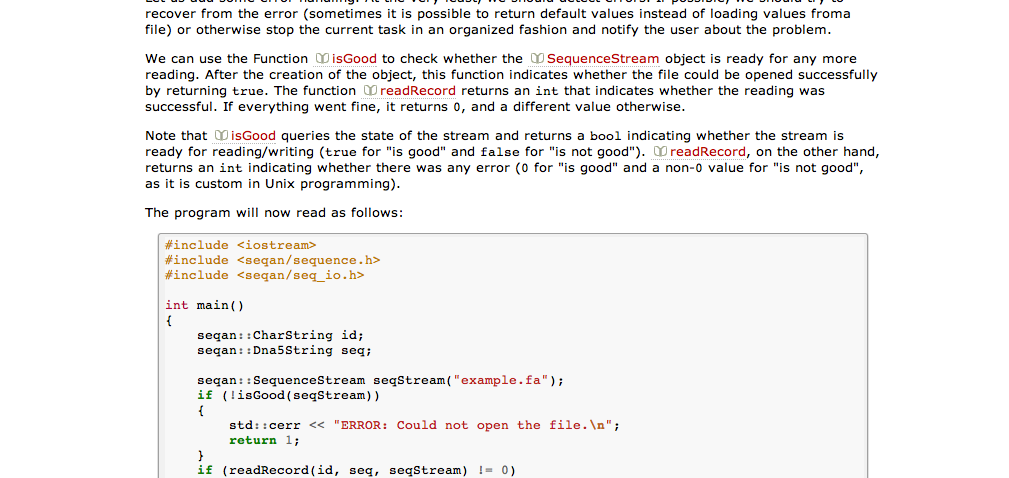 recover from the error (sometimes it is possible to return default values instead of loading values froma
file) or otherwise stop the current task in an organized fashion and notify the user about the problem.
We can use the Function isGood to check whether the SequenceStream object is ready for any more
reading. After the creation of the object, this function indicates whether the file could be opened successfully
by returning true. The function readRecord returns an int that indicates whether the reading was
successful. If everything went fine, it returns 0, and a different value otherwise.
Note that isGood queries the state of the stream and returns a bool indicating whether the stream is
ready for reading/writing (true for "is good" and false for "is not good"). readRecord, on the other hand,
returns an int indicating whether there was any error (0 for "is good" and a non-0 value for "is not good",
as it is custom in Unix programming).
The program will now read as follows:
#include <iostream>
#include <seqan/sequence.h>
#include <seqan/seq_io.h>
int main()
{
seqan::CharString id;
seqan::Dna5String seq;
seqan::SequenceStream seqStream("example.fa");
if (!isGood(seqStream))
{
std::cerr << "ERROR: Could not open the file.\n";
return 1;
}
if (readRecord(id, seq, seqStream) != 0)